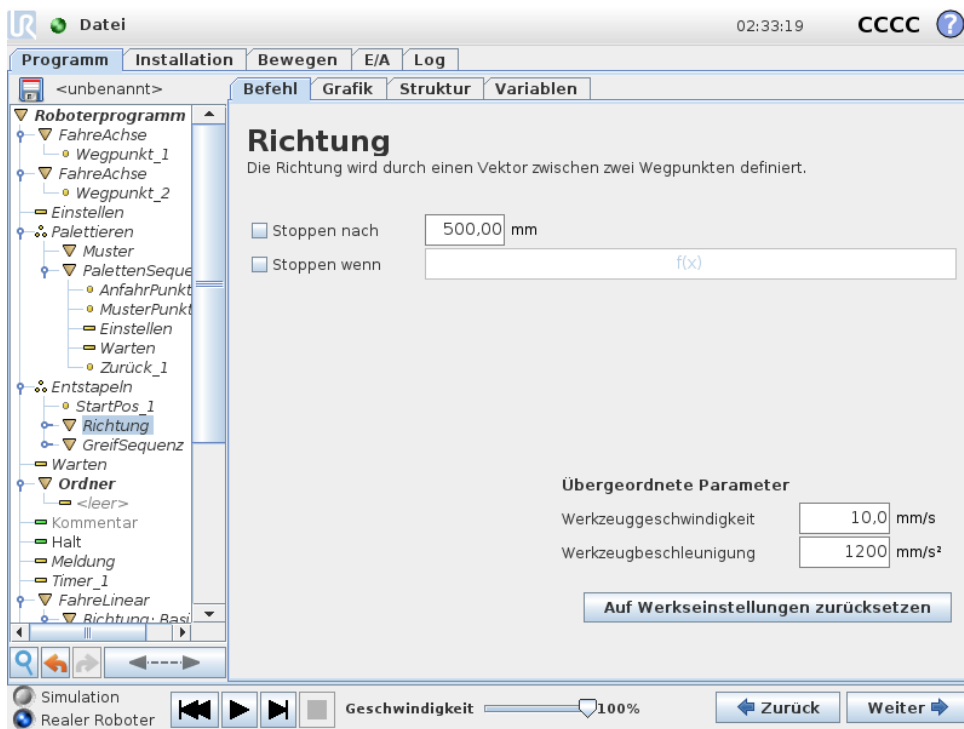 UR Datei 02:33:19 CCCC ?
Programm Installation Bewegen E/A Log
<unbenannt>
Befehl Grafik Struktur Variablen
Roboterprogramm
FahreAchse
Wegpunkt_1
FahreAchse
Wegpunkt_2
Einstellen
Palettieren
Muster
PalettenSeque
AnfahrPunkt
MusterPunkt
Einstellen
Warten
Zurück_1
Entstapeln
StartPos_1
Richtung
GreifSequenz
Warten
Ordner
<leer>
Kommentar
Halt
Meldung
Timer_1
FahreLinear
Richtung: Basi
Richtung
Die Richtung wird durch einen Vektor zwischen zwei Wegpunkten definiert.
Stoppen nach 500,00 mm
Stoppen wenn f(x)
Übergeordnete Parameter
Werkzeuggeschwindigkeit 10,0 mm/s
Werkzeugbeschleunigung 1200 mm/s²
Auf Werkseinstellungen zurücksetzen
Simulation
Realer Roboter
Geschwindigkeit 100%
Zurück Weiter